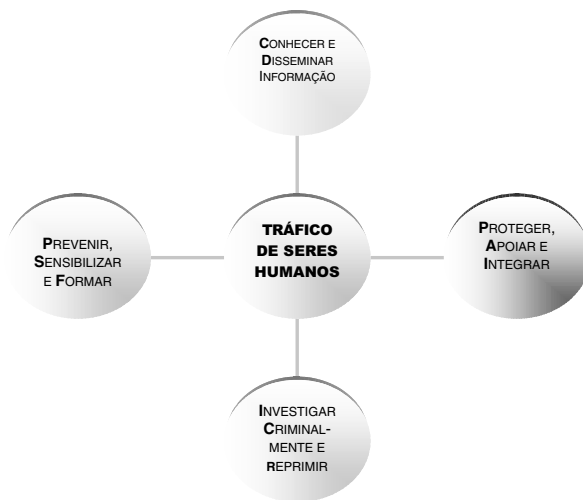 CONHECER E
DISSEMINAR
INFORMAÇÃO
PREVENIR,
SENSIBILIZAR
E FORMAR
TRÁFICO
DE SERES
HUMANOS
PROTEGER,
APOIAR E
INTEGRAR
INVESTIGAR
CRIMINAL-
MENTE E
REPRIMIR